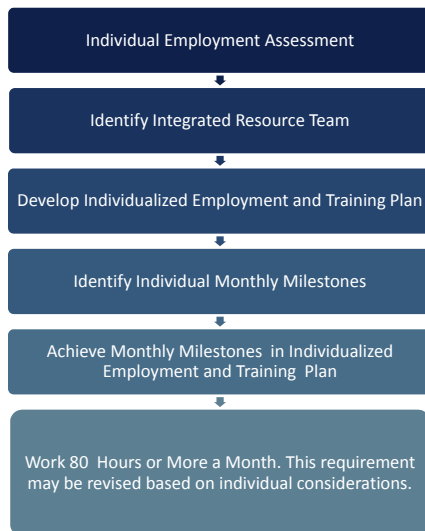 Individual Employment Assessment
Identify Integrated Resource Team
Develop Individualized Employment and Training Plan
Identify Individual Monthly Milestones
Achieve Monthly Milestones in Individualized
Employment and Training Plan
Work 80 Hours or More a Month. This requirement
may be revised based on individual considerations.